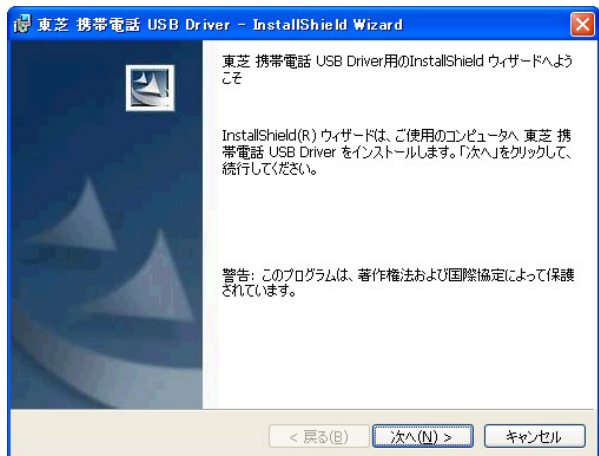 東芝 携帯電話 USB Driver - InstallShield Wizard
東芝 携帯電話 USB Driver用のInstallShield ウィザードへよう
こそ
InstallShield(R) ウィザードは、ご使用のコンピュータへ 東芝 携
帯電話 USB Driver をインストールします。「次へ」をクリックして、
続行してください。
警告: このプログラムは、著作権法および国際協定によって保護
されています。
< 戻る(B)
次へ(N) >
キャンセル